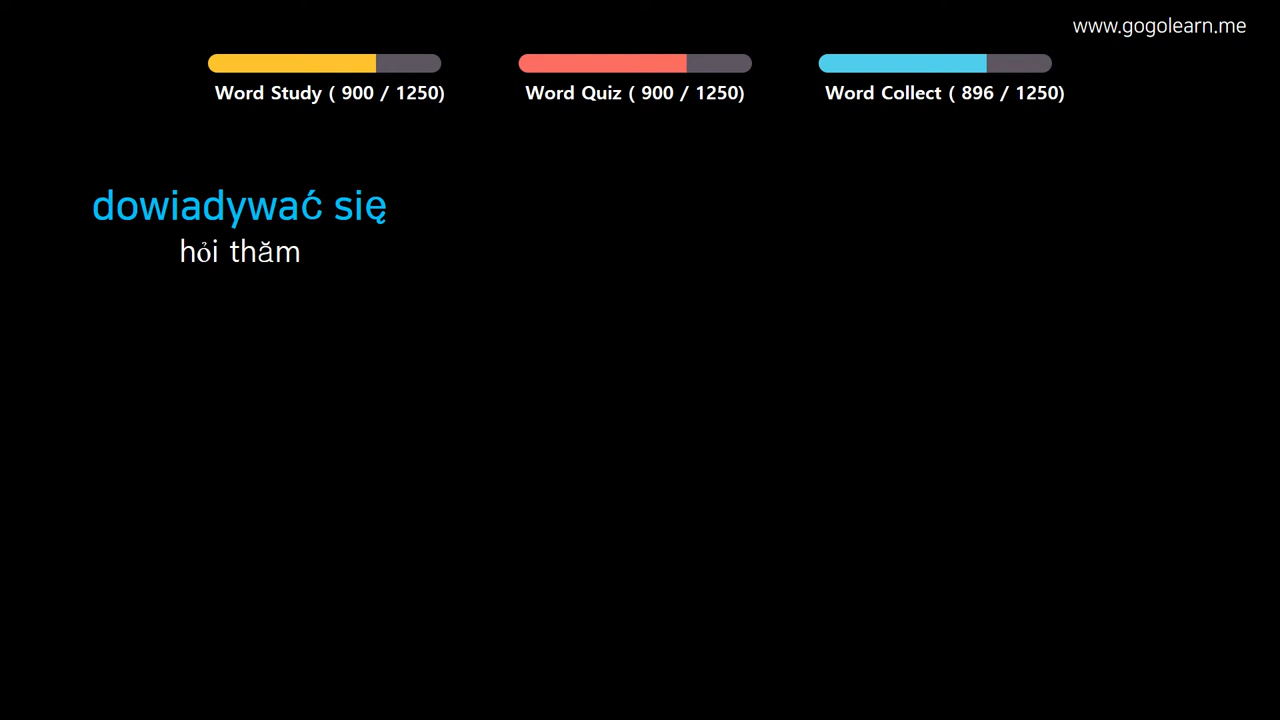 www.gogolearn.me
Word Study ( 900 / 1250)
Word Quiz ( 900 / 1250)
Word Collect ( 896 / 1250)
dowiadywać się
hỏi thăm